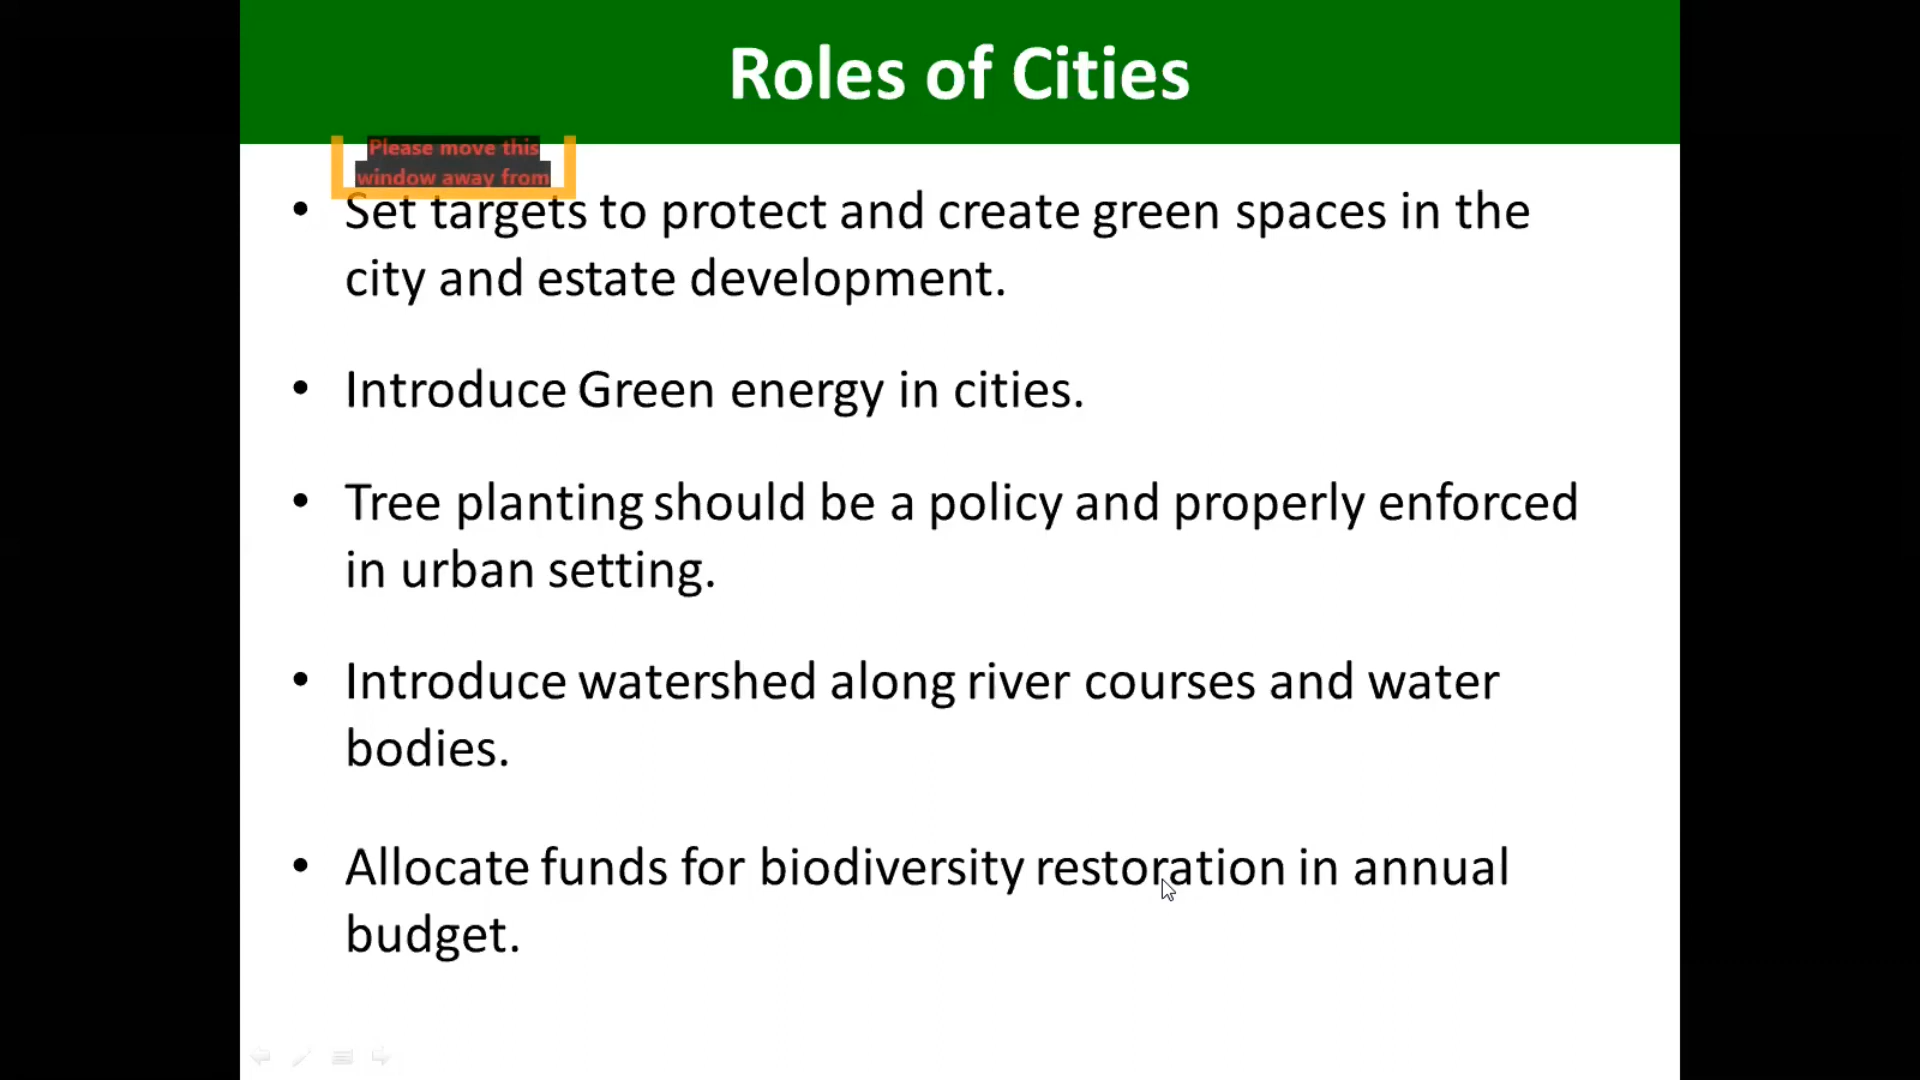 Roles of Cities
Please move this
window away from
• Set targets to protect and create green spaces in the
city and estate development.
• Introduce Green energy in cities.
• Tree planting should be a policy and properly enforced
in urban setting.
• Introduce watershed along river courses and water
bodies.
• Allocate funds for biodiversity restoration in annual
budget.